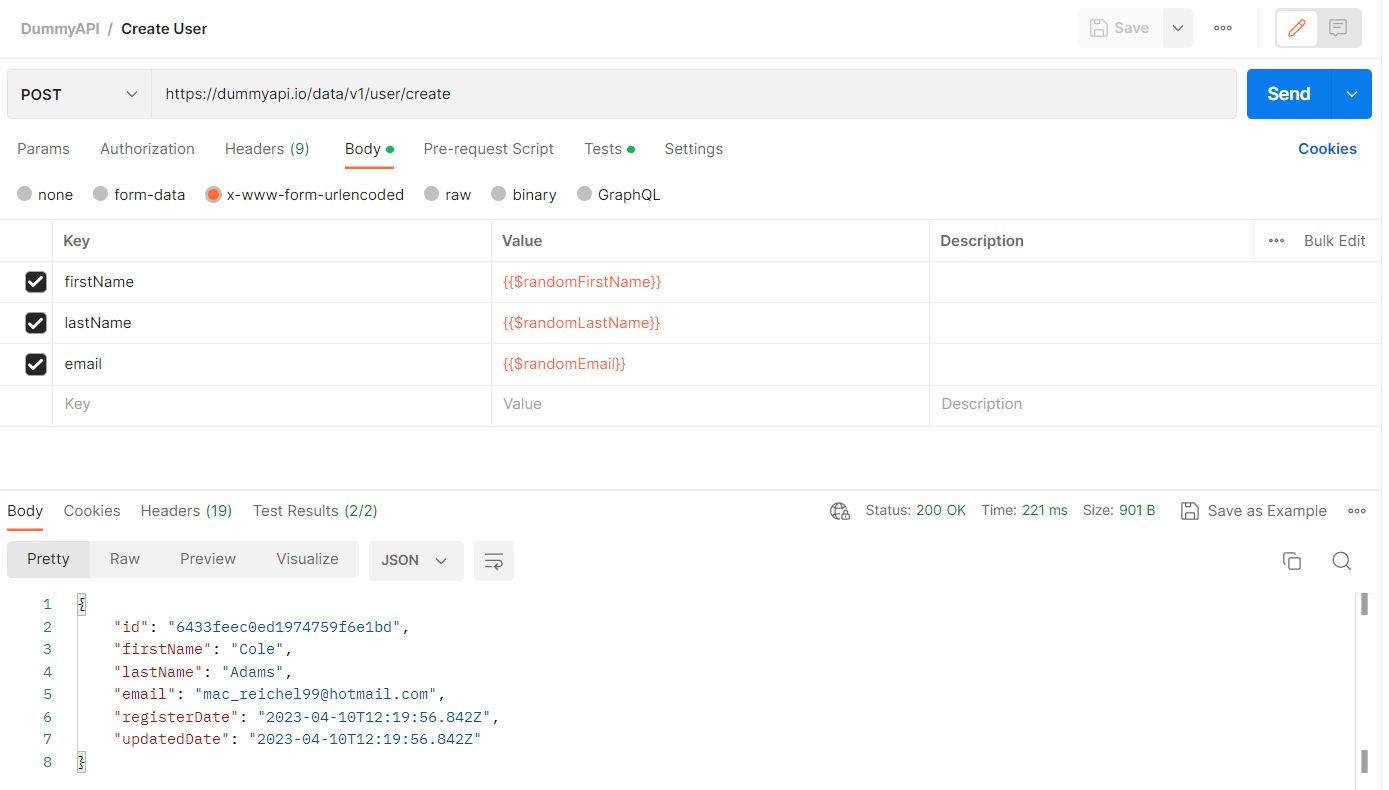 DummyAPI / Create User
Save
POST
https://dummyapi.io/data/v1/user/create
Send
Params Authorization Headers (9) Body Pre-request Script Tests Settings Cookies
none form-data x-www-form-urlencoded raw binary GraphQL
Key Value Description Bulk Edit
firstName {{$randomFirstName}}
lastName {{$randomLastName}}
email {{$randomEmail}}
Key Value Description
Body Cookies Headers (19) Test Results (2/2) Status: 200 OK Time: 221 ms Size: 901 B Save as Example
Pretty Raw Preview Visualize JSON
1 {
2 "id": "6433feec0ed1974759f6e1bd",
3 "firstName": "Cole",
4 "lastName": "Adams",
5 "email": "mac_reichel99@hotmail.com",
6 "registerDate": "2023-04-10T12:19:56.842Z",
7 "updatedDate": "2023-04-10T12:19:56.842Z"
8 }